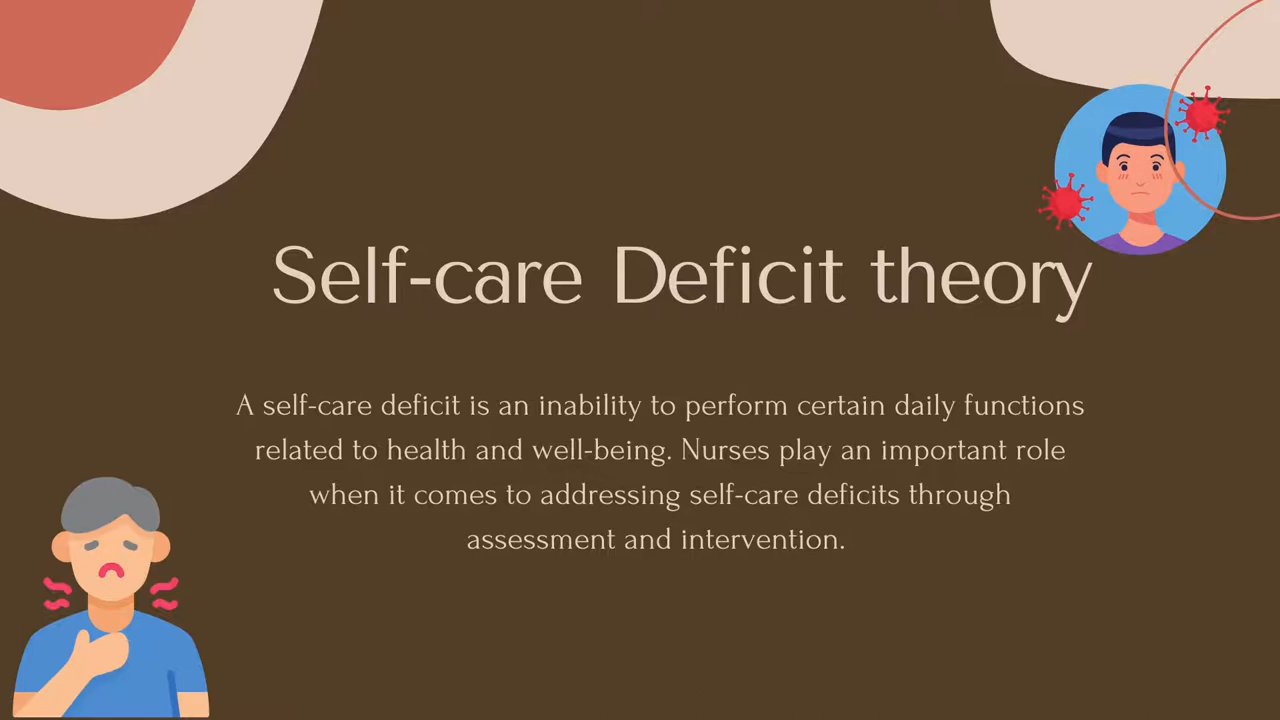 Self-care Deficit theory
A self-care deficit is an inability to perform certain daily functions
related to health and well-being. Nurses play an important role
when it comes to addressing self-care deficits through
assessment and intervention.